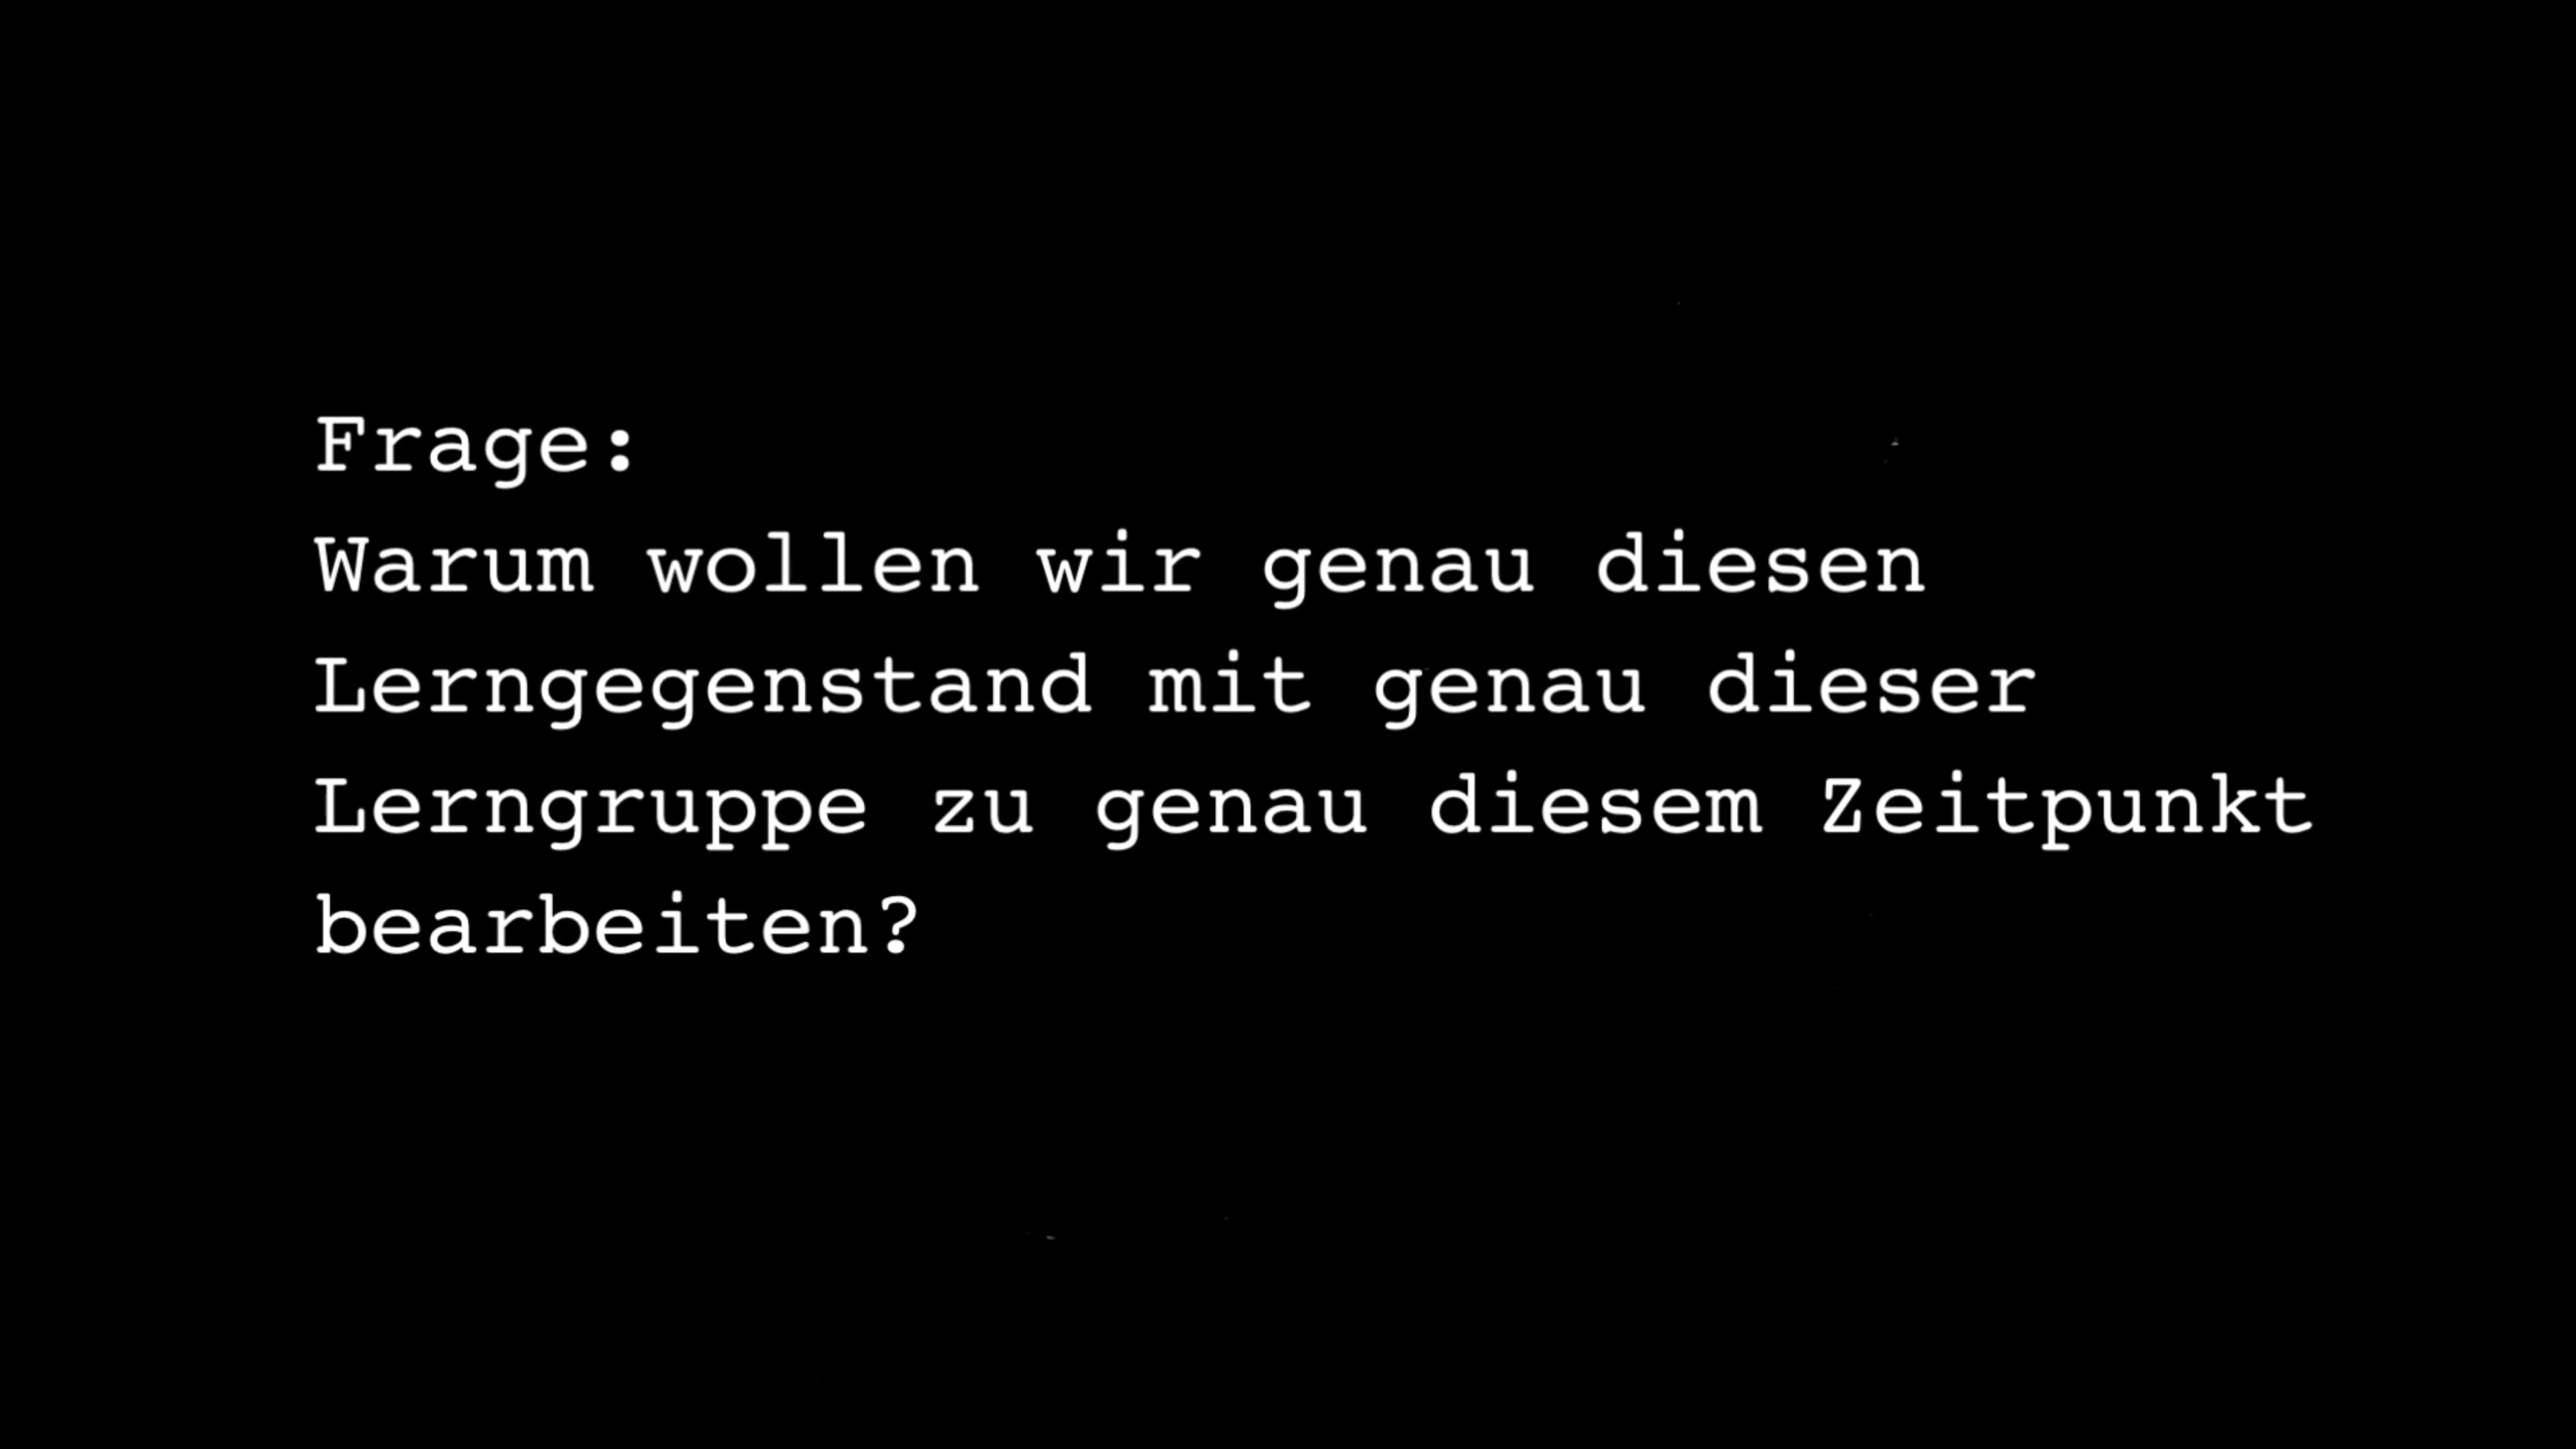 Frage:
Warum wollen wir genau diesen
Lerngegenstand mit genau dieser
Lerngruppe zu genau diesem Zeitpunkt
bearbeiten?